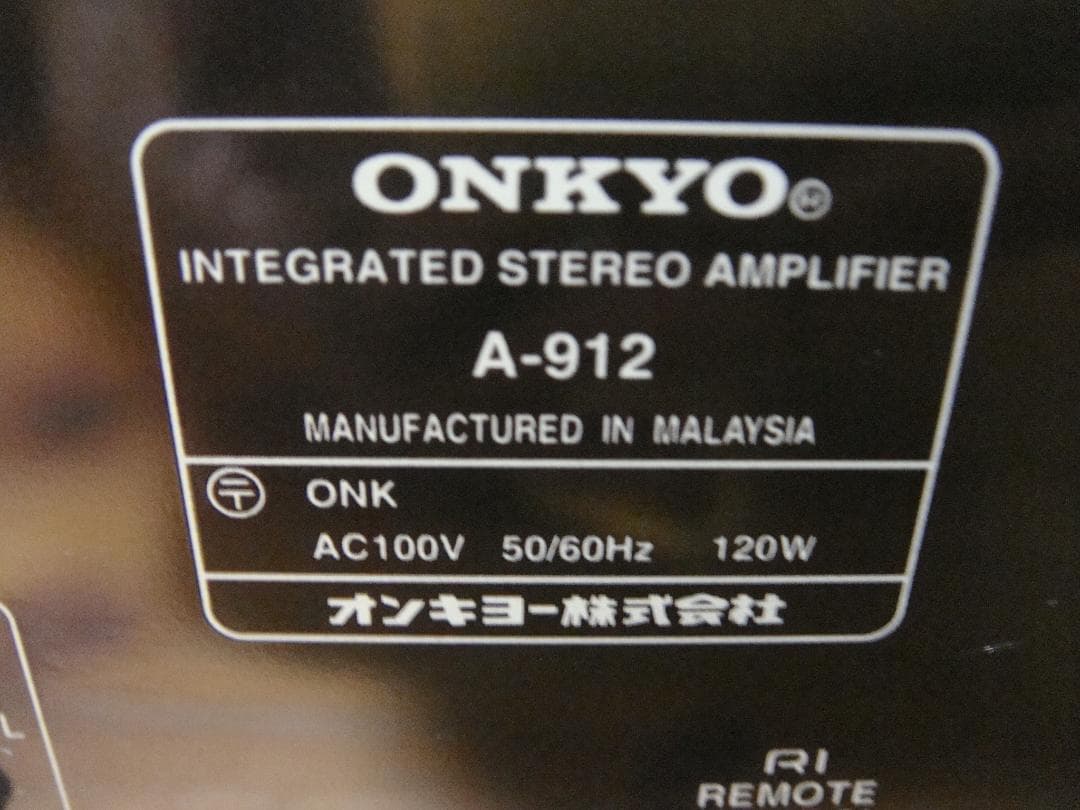 ONKYO®
INTEGRATED STEREO AMPLIFIER
A-912
MANUFACTURED IN MALAYSIA
〶 ONK
AC100V 50/60Hz 120W
オンキヨー株式会社
L
RI
REMOTE